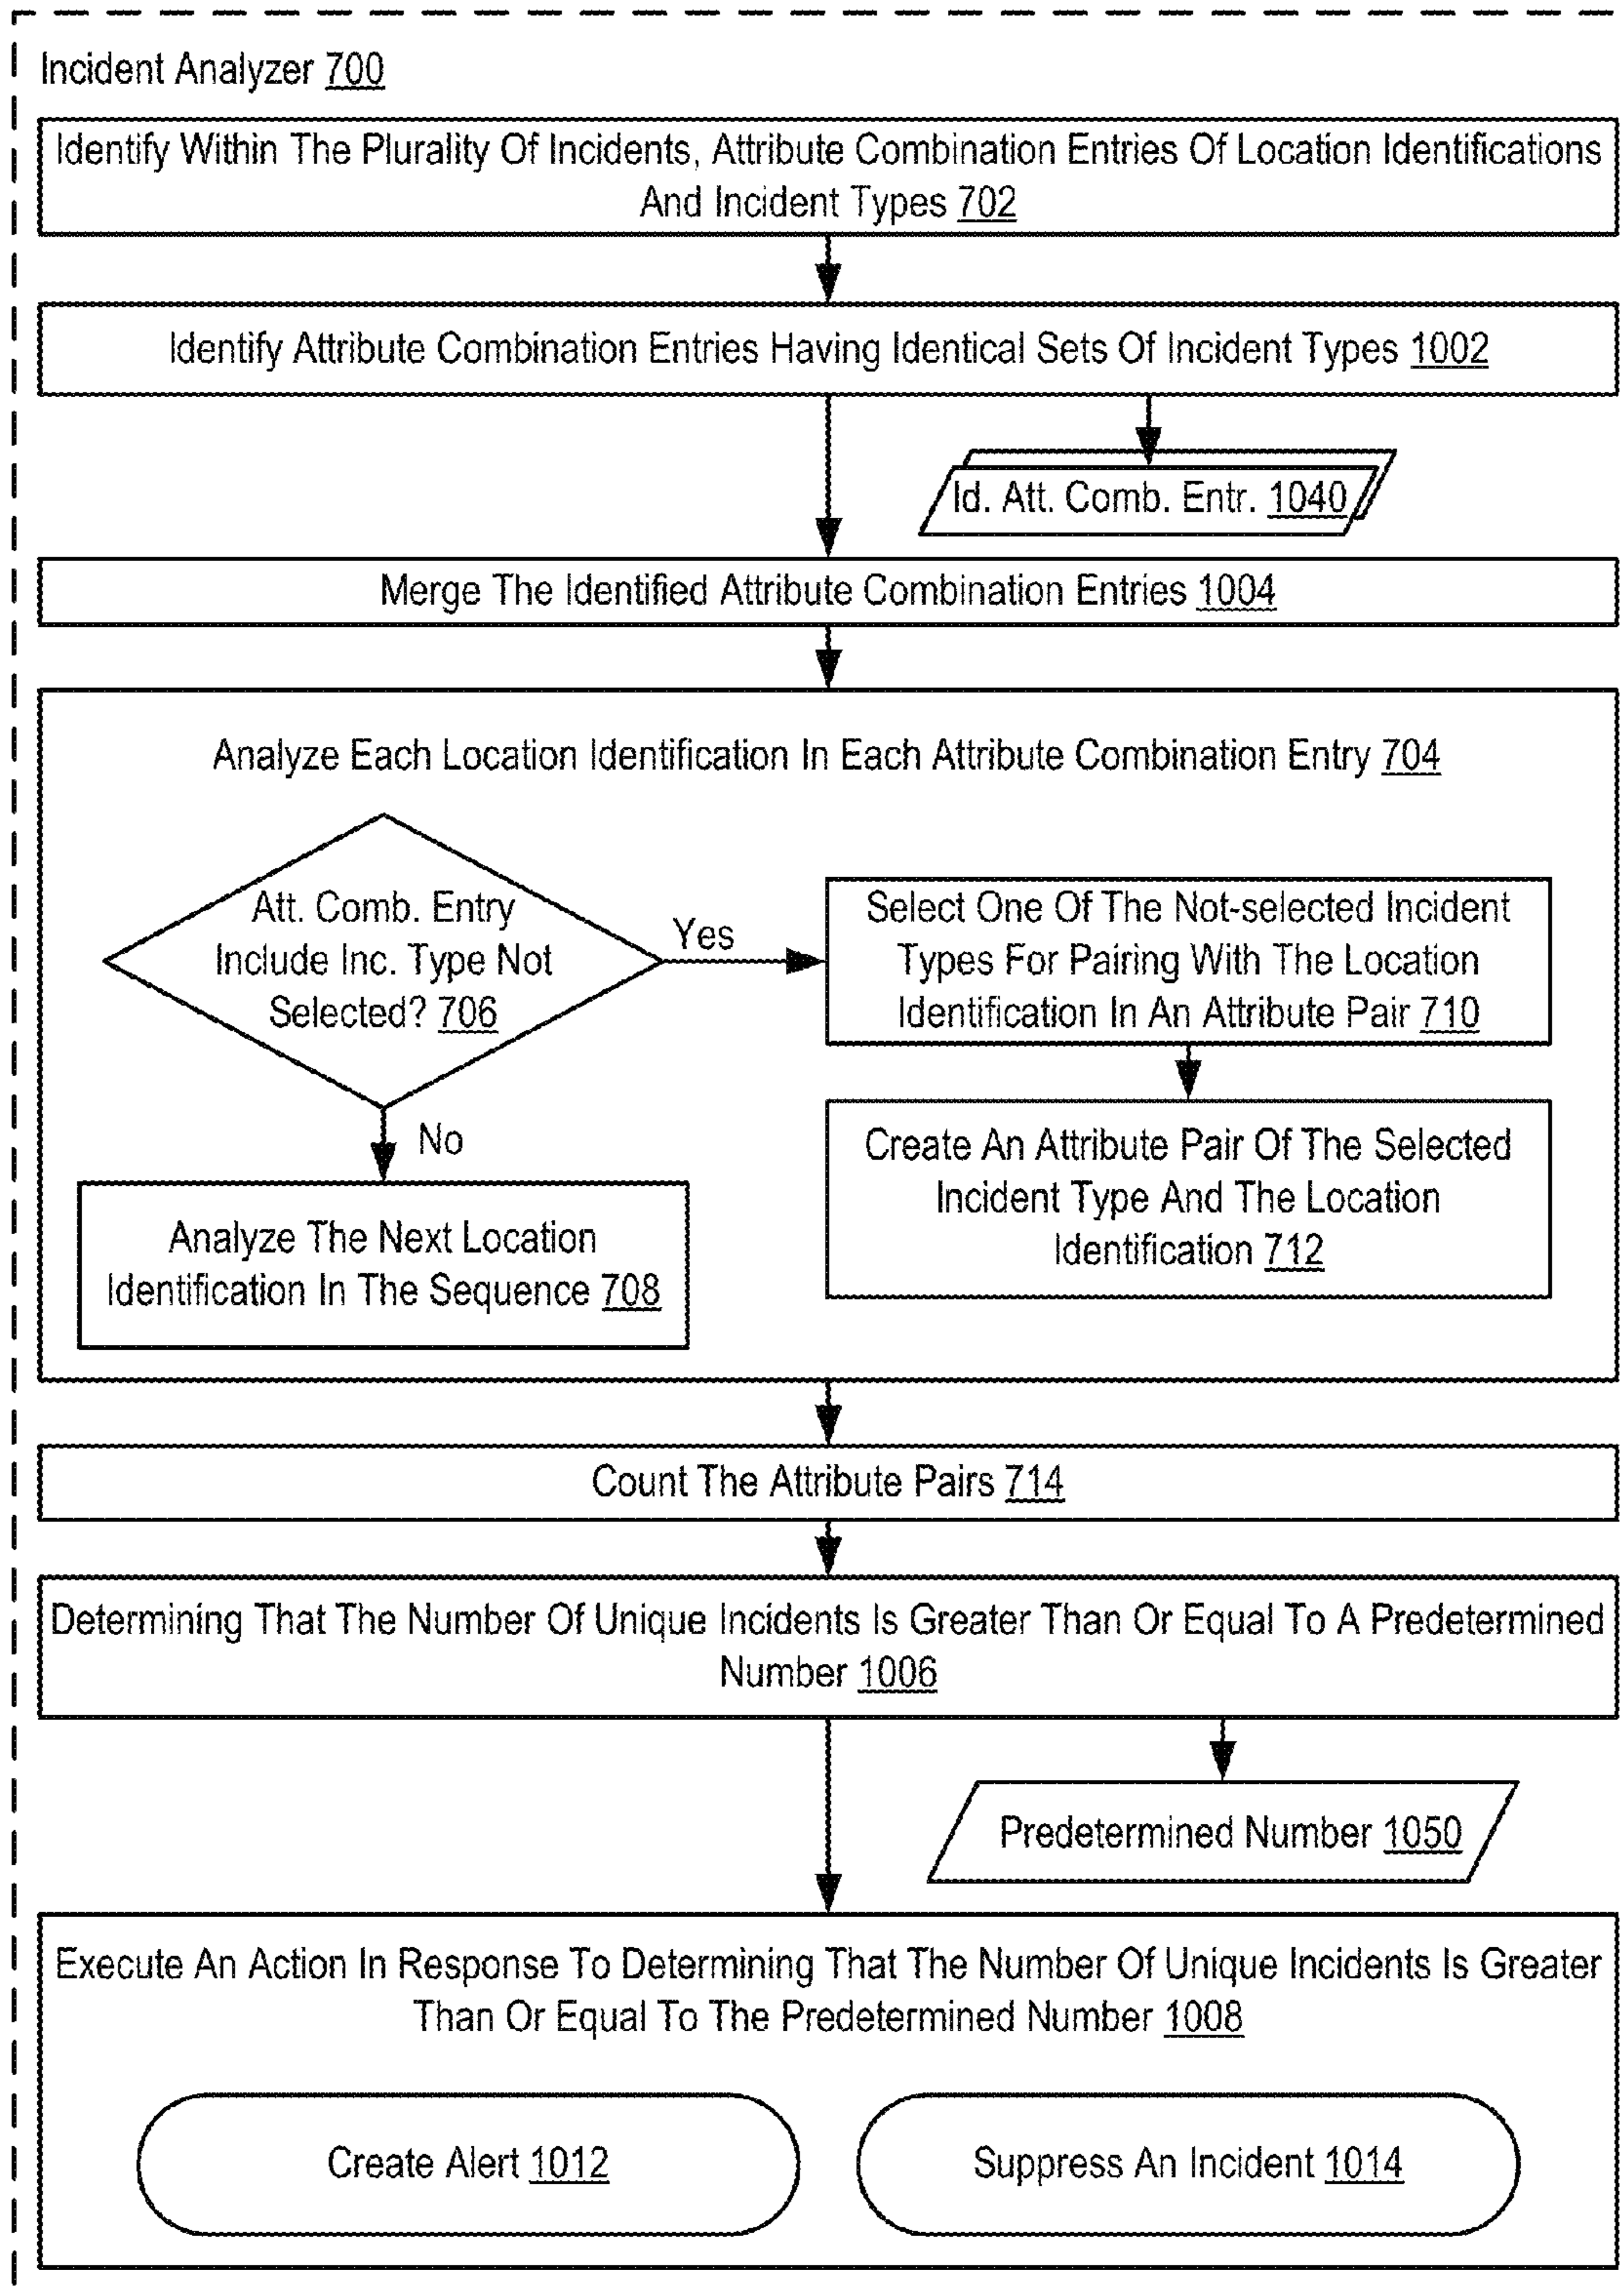 Incident Analyzer 700
Identify Within The Plurality Of Incidents, Attribute Combination Entries Of Location Identifications
And Incident Types 702
Identify Attribute Combination Entries Having Identical Sets Of Incident Types 1002
Id. Att. Comb. Entr. 1040
Merge The Identified Attribute Combination Entries 1004
Analyze Each Location Identification In Each Attribute Combination Entry 704
Att. Comb. Entry
Include Inc. Type Not
Selected? 706
Yes
Select One Of The Not-selected Incident
Types For Pairing With The Location
Identification In An Attribute Pair 710
No
Create An Attribute Pair Of The Selected
Incident Type And The Location
Identification 712
Analyze The Next Location
Identification In The Sequence 708
Count The Attribute Pairs 714
Determining That The Number Of Unique Incidents Is Greater Than Or Equal To A Predetermined
Number 1006
Predetermined Number 1050
Execute An Action In Response To Determining That The Number Of Unique Incidents Is Greater
Than Or Equal To The Predetermined Number 1008
Create Alert 1012
Suppress An Incident 1014